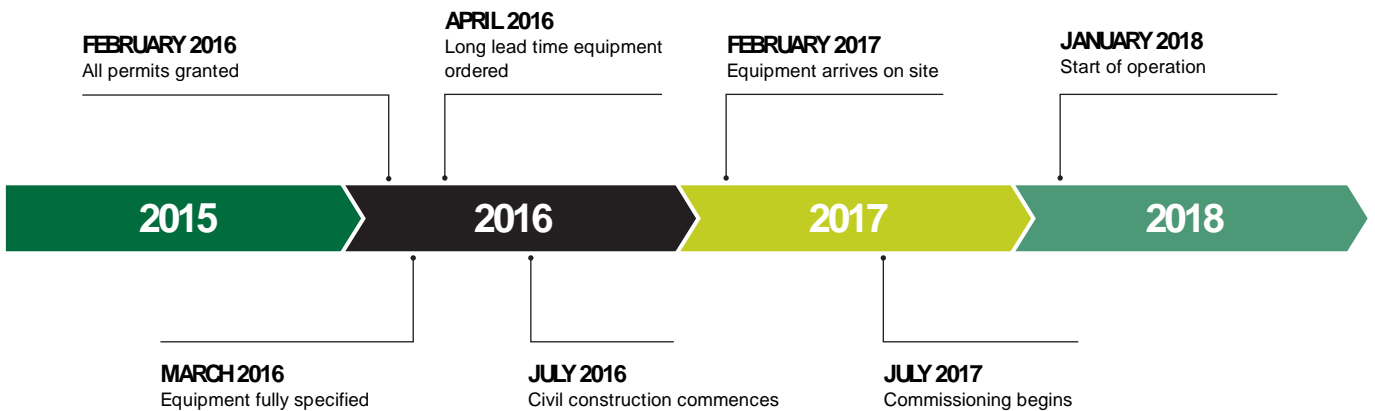 FEBRUARY 2016
All permits granted
APRIL 2016
Long lead time equipment
ordered
FEBRUARY 2017
Equipment arrives on site
JANUARY 2018
Start of operation
2015
2016
2017
2018
MARCH 2016
Equipment fully specified
JULY 2016
Civil construction commences
JULY 2017
Commissioning begins